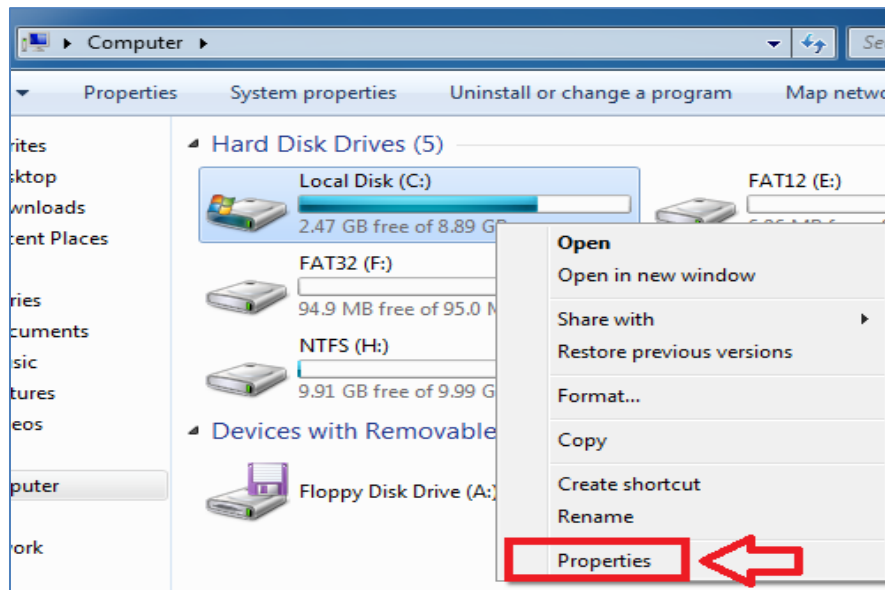 Computer
Properties System properties Uninstall or change a program Map netwo
Hard Disk Drives (5)
rites
sktop
wnloads
cent Places
ries
cuments
sic
tures
eos
puter
ork
Local Disk (C:)
2.47 GB free of 8.89 GB
FAT12 (E:)
FAT32 (F:)
94.9 MB free of 95.0 M
NTFS (H:)
9.91 GB free of 9.99 G
Devices with Removable
Floppy Disk Drive (A:)
Open
Open in new window
Share with
Restore previous versions
Format...
Copy
Create shortcut
Rename
Properties